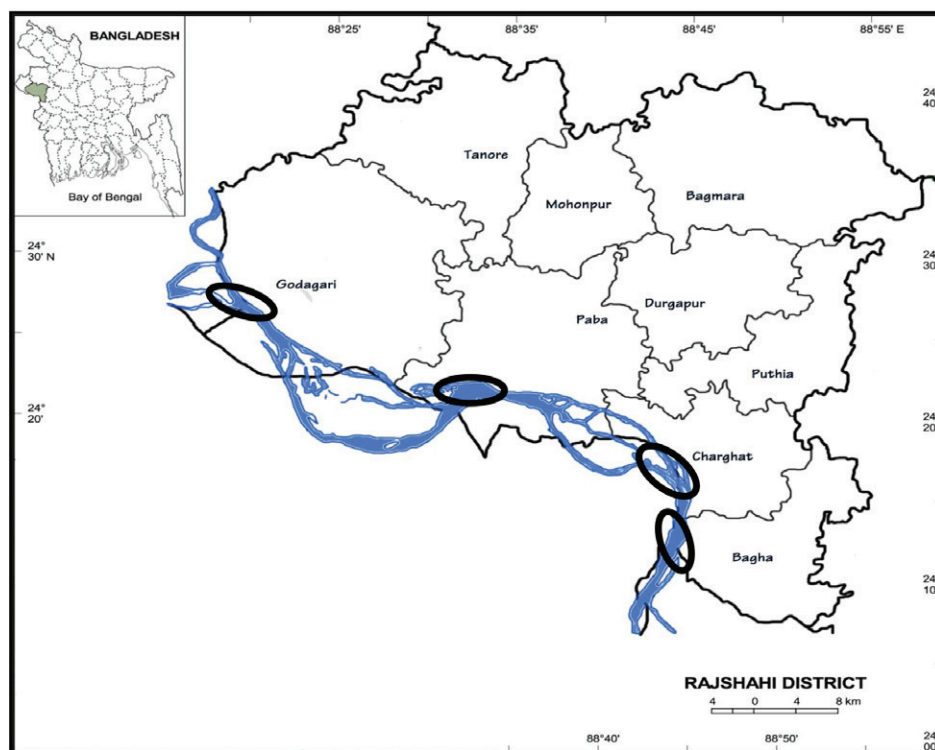 BANGLADESH
Bay of Bengal
88°25'
88°35'
88°45'
88°55' E
24
40
Tanore
Mohonpur
Bagmara
24°
30' N
24
30
Godagari
Paba
Durgapur
Puthia
24°
20'
24
20
Charghat
Bagha
24
10
RAJSHAHI DISTRICT
4 0 4 8 km
88°40'
88°50'
24
00